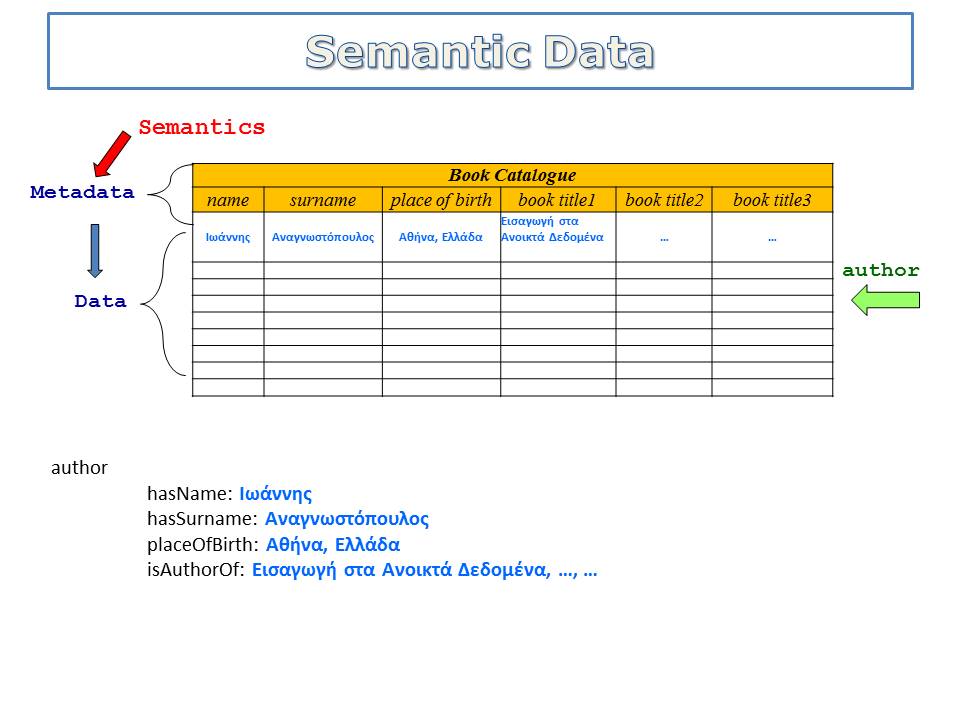 Semantic Data
Semantics
Metadata
Data
Book Catalogue
name surname place of birth book title1 book title2 book title3
Ιωάννης Αναγνωστόπουλος Αθήνα, Ελλάδα Εισαγωγή στα
Ανοικτά Δεδομένα ... ...
author
author
hasName: Ιωάννης
hasSurname: Αναγνωστόπουλος
placeOfBirth: Αθήνα, Ελλάδα
isAuthorOf: Εισαγωγή στα Ανοικτά Δεδομένα, ..., ...